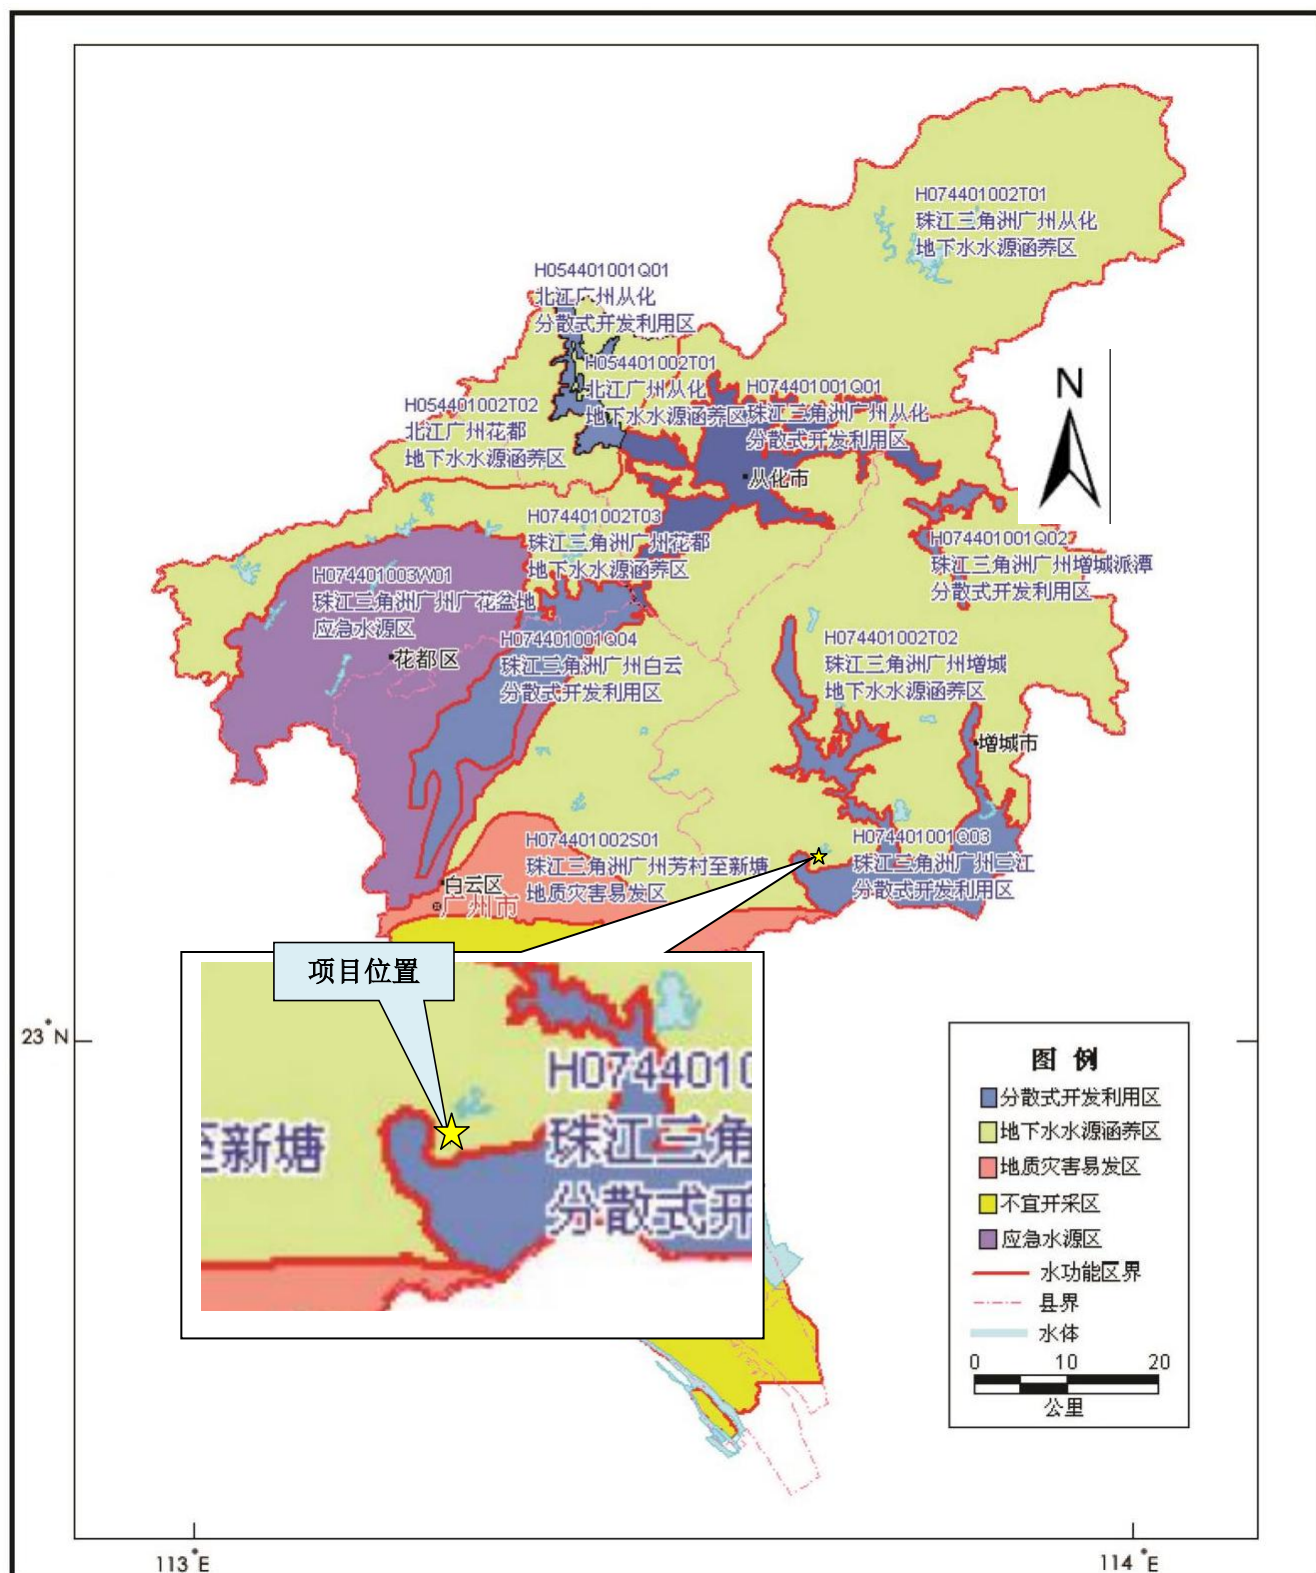 H074401002T01
珠江三角洲广州从化
地下水水源涵养区
H054401001Q01
北江广州从化
分散式开发利用区
H054401002T01
北江广州从化
地下水水源涵养区
H074401001Q01
珠江三角洲广州从化
分散式开发利用区
N
H054401002T02
北江广州花都
地下水水源涵养区
从化市
H074401002T03
珠江三角洲广州花都
地下水水源涵养区
H074401001Q02
珠江三角洲广州增城派潭
分散式开发利用区
H074401003W01
珠江三角洲广州广花盆地
应急水源区
花都区
H074401001Q04
珠江三角洲广州白云
分散式开发利用区
H074401002T02
珠江三角洲广州增城
地下水水源涵养区
增城市
H074401002S01
珠江三角洲广州芳村至新塘
地质灾害易发区
H074401001Q03
珠江三角洲广州三江
分散式开发利用区
白云区
广州市
项目位置
H0744010
珠江三角
分散式开
至新塘
23°N
图 例
分散式开发利用区
地下水水源涵养区
地质灾害易发区
不宜开采区
应急水源区
水功能区界
县界
水体
0 10 20
公里
113°E
114°E